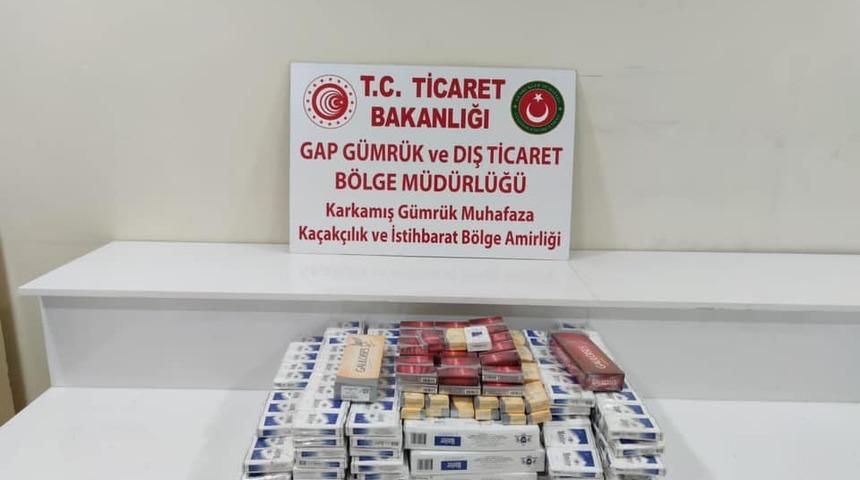 T.C. TİCARET
BAKANLIĞI
GAP GÜMRÜK ve DIŞ TİCARET
BÖLGE MÜDÜRLÜĞÜ
Karkamış Gümrük Muhafaza
Kaçakçılık ve İstihbarat Bölge Amirliği